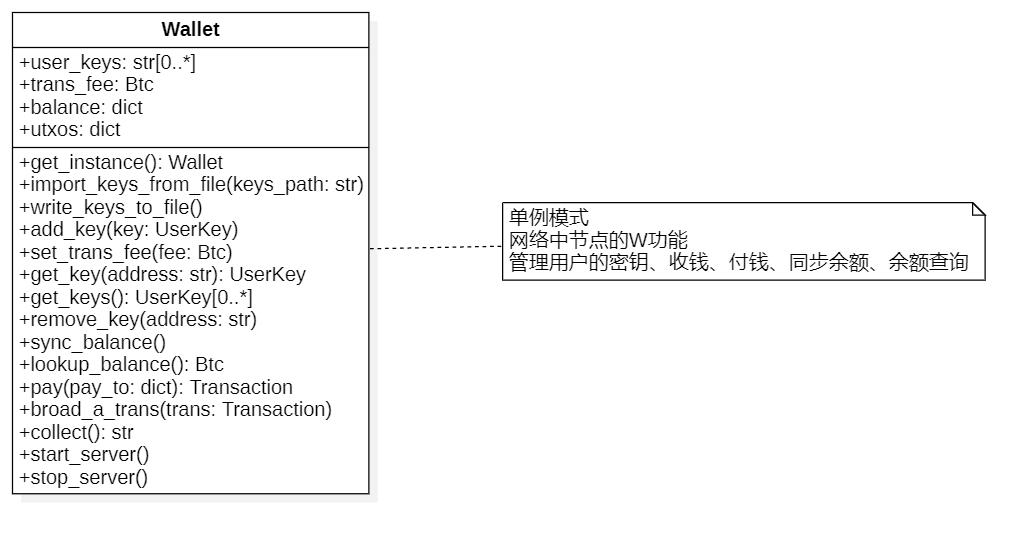 Wallet
+user_keys: str[0..*]
+trans_fee: Btc
+balance: dict
+utxos: dict
+get_instance(): Wallet
+import_keys_from_file(keys_path: str)
+write_keys_to_file()
+add_key(key: UserKey)
+set_trans_fee(fee: Btc)
+get_key(address: str): UserKey
+get_keys(): UserKey[0..*]
+remove_key(address: str)
+sync_balance()
+lookup_balance(): Btc
+pay(pay_to: dict): Transaction
+broad_a_trans(trans: Transaction)
+collect(): str
+start_server()
+stop_server()
单例模式
网络中节点的W功能
管理用户的密钥、收钱、付钱、同步余额、余额查询